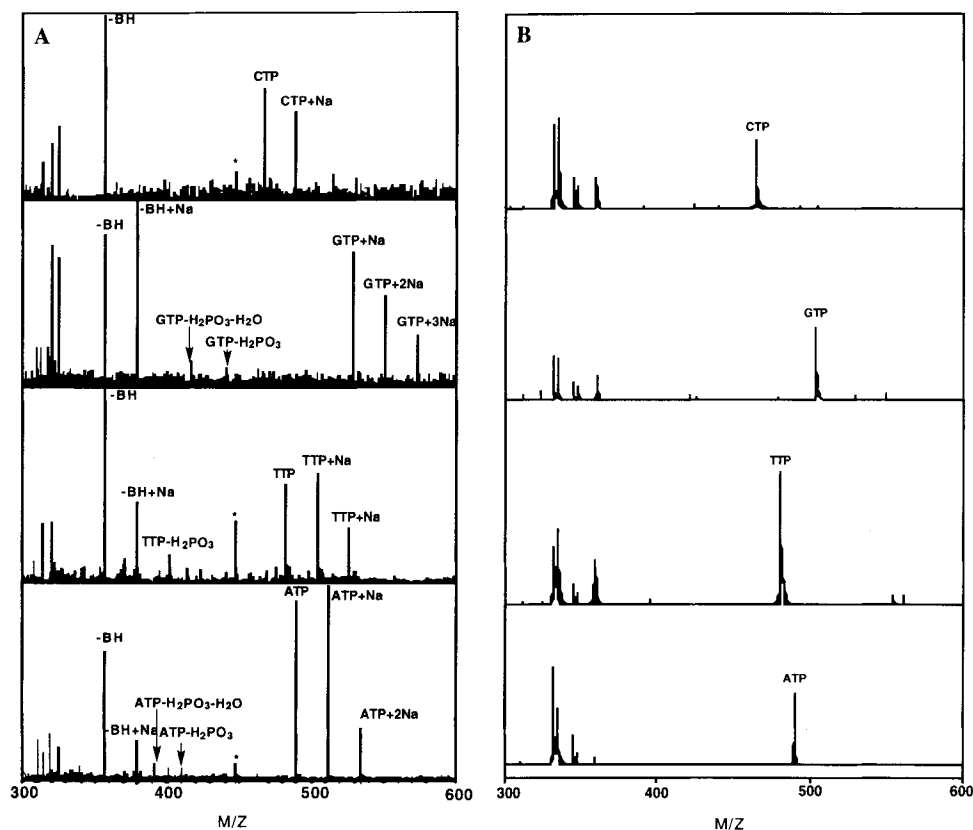 A
-BH
CTP
CTP+Na
*
-BH
-BH+Na
GTP-H₂PO₃-H₂O
GTP-H₂PO₃
GTP+Na
GTP+2Na
GTP+3Na
-BH
-BH+Na
TTP-H₂PO₃
*
TTP
TTP+Na
TTP+Na
-BH
-BH+Na
ATP-H₂PO₃-H₂O
ATP-H₂PO₃
*
ATP
ATP+Na
ATP+2Na
300 400 500 600
M/Z
B
CTP
GTP
TTP
ATP
300 400 500 600
M/Z